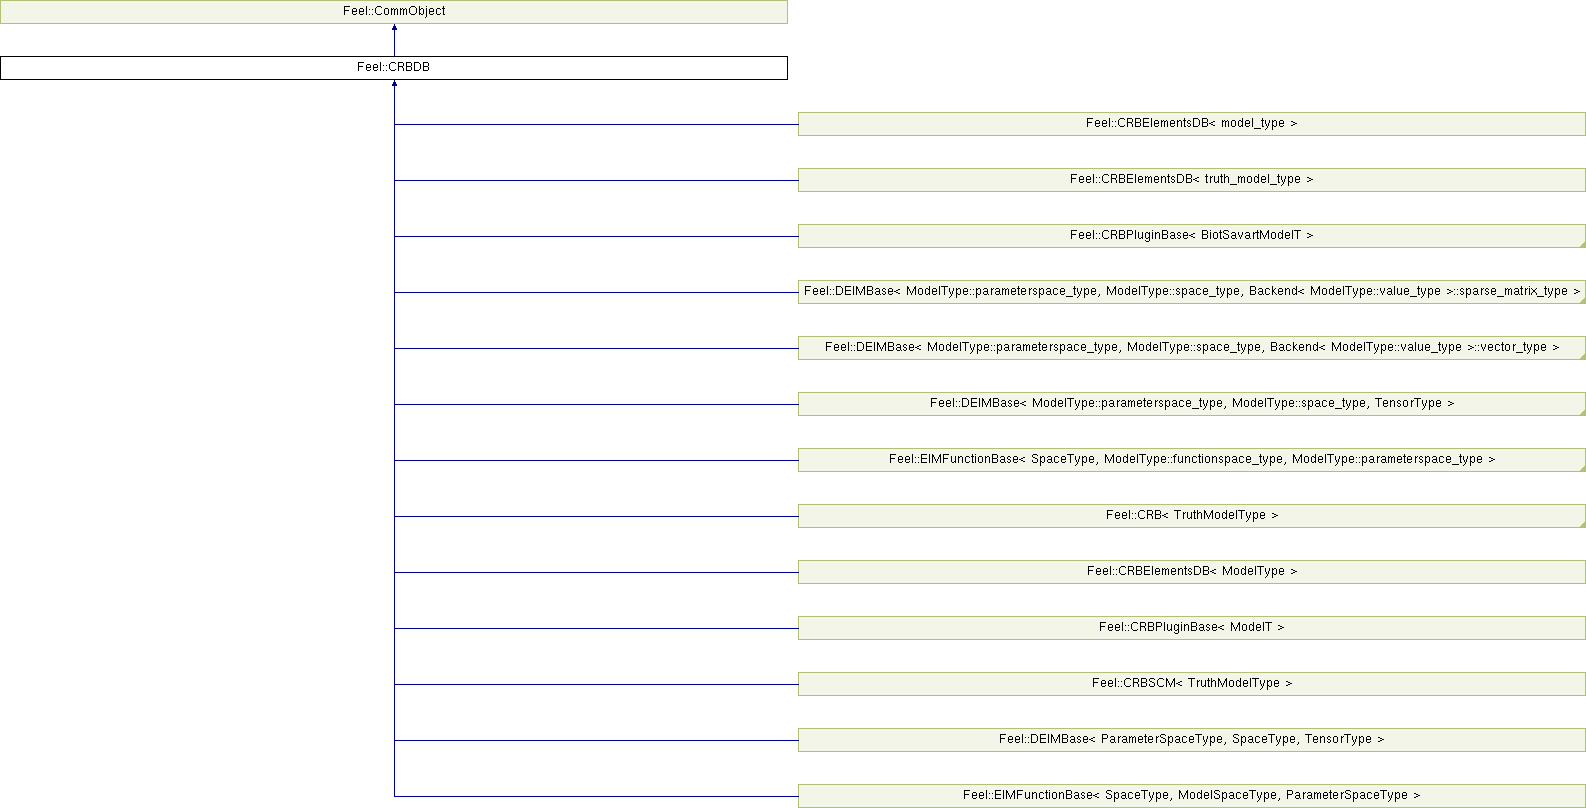 Feel::CommObject
Feel::CRBDB
Feel::CRBElementsDB< model_type >
Feel::CRBElementsDB< truth_model_type >
Feel::CRBPluginBase< BiotSavartModelT >
Feel::DEIMBase< ModelType::parameterspace_type, ModelType::space_type, Backend< ModelType::value_type >::sparse_matrix_type >
Feel::DEIMBase< ModelType::parameterspace_type, ModelType::space_type, Backend< ModelType::value_type >::vector_type >
Feel::DEIMBase< ModelType::parameterspace_type, ModelType::space_type, TensorType >
Feel::EIMFunctionBase< SpaceType, ModelType::functionspace_type, ModelType::parameterspace_type >
Feel::CRB< TruthModelType >
Feel::CRBElementsDB< ModelType >
Feel::CRBPluginBase< ModelT >
Feel::CRBSCM< TruthModelType >
Feel::DEIMBase< ParameterSpaceType, SpaceType, TensorType >
Feel::EIMFunctionBase< SpaceType, ModelSpaceType, ParameterSpaceType >